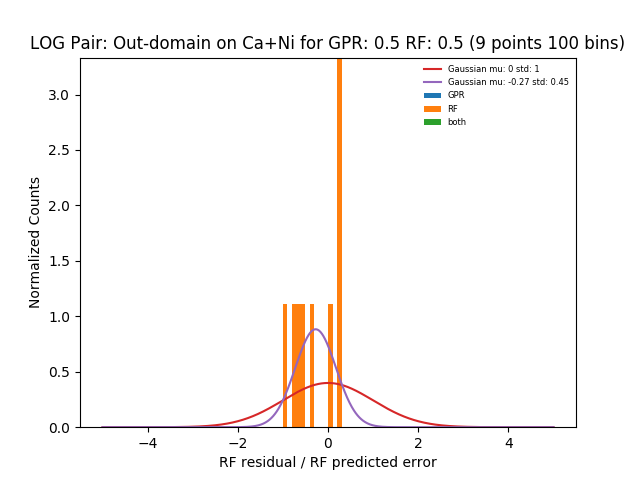 LOG Pair: Out-domain on Ca+Ni for GPR: 0.5 RF: 0.5 (9 points 100 bins)
Gaussian mu: 0 std: 1
Gaussian mu: -0.27 std: 0.45
GPR
RF
both
Normalized Counts
3.0
2.5
2.0
1.5
1.0
0.5
0.0
−4
−2
0
2
4
RF residual / RF predicted error